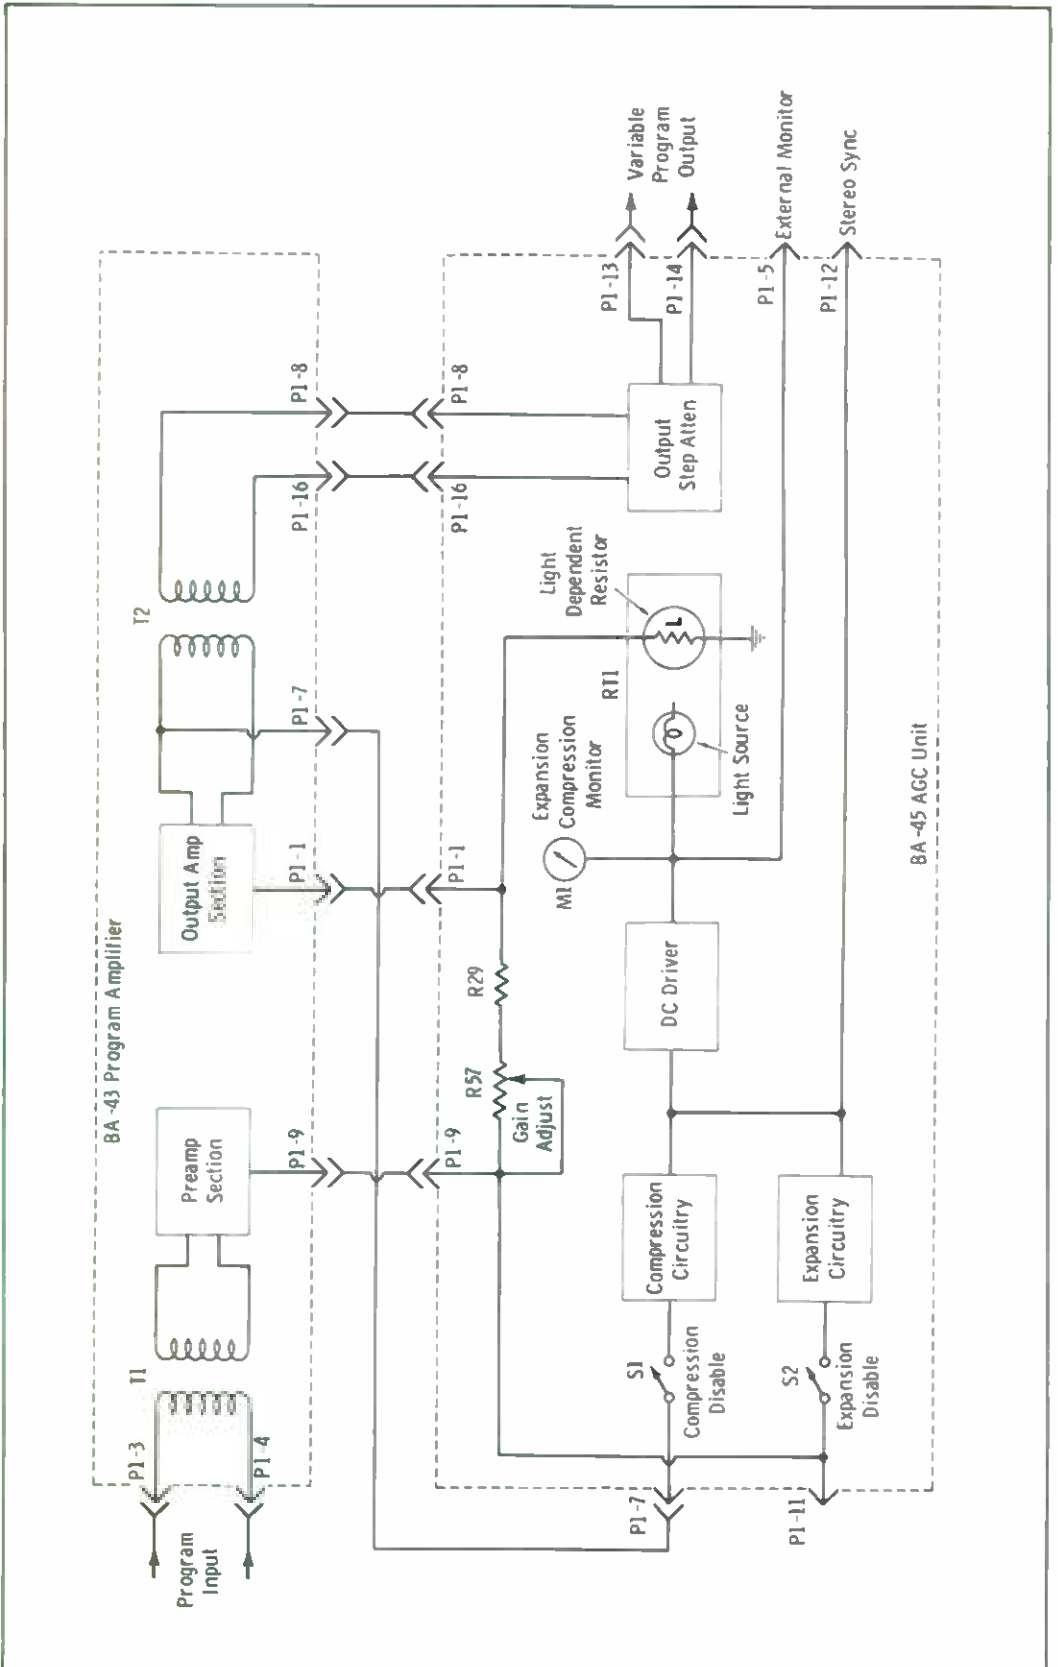 BA-43 Program Amplifier
Program
Input
P1-3
P1-4
T1
Preamp
Section
P1-9
Output Amp
Section
P1-1
P1-7
T2
P1-16
P1-8
P1-9
R57
Gain
Adjust
R29
P1-1
P1-16
P1-8
P1-7
P1-11
S1
Compression
Disable
S2
Expansion
Disable
Compression
Circuitry
Expansion
Circuitry
DC Driver
M1
Expansion
Compression
Monitor
RT1
Light Source
Light
Dependent
Resistor
L
Output
Step Atten
P1-13
P1-14
P1-5
P1-12
Variable
Program
Output
External Monitor
Stereo Sync
BA-45 AGC Unit